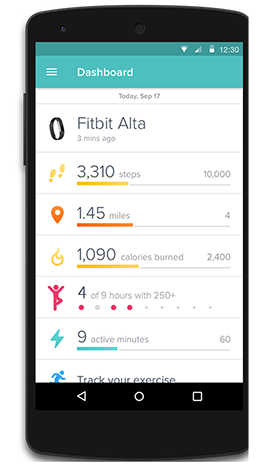 12:30
Dashboard
Today, Sep 17
Fitbit Alta
3 mins ago
3,310 steps 10,000
1.45 miles 4
1,090 calories burned 2,400
4 of 9 hours with 250+
9 active minutes 60
Track your exercise